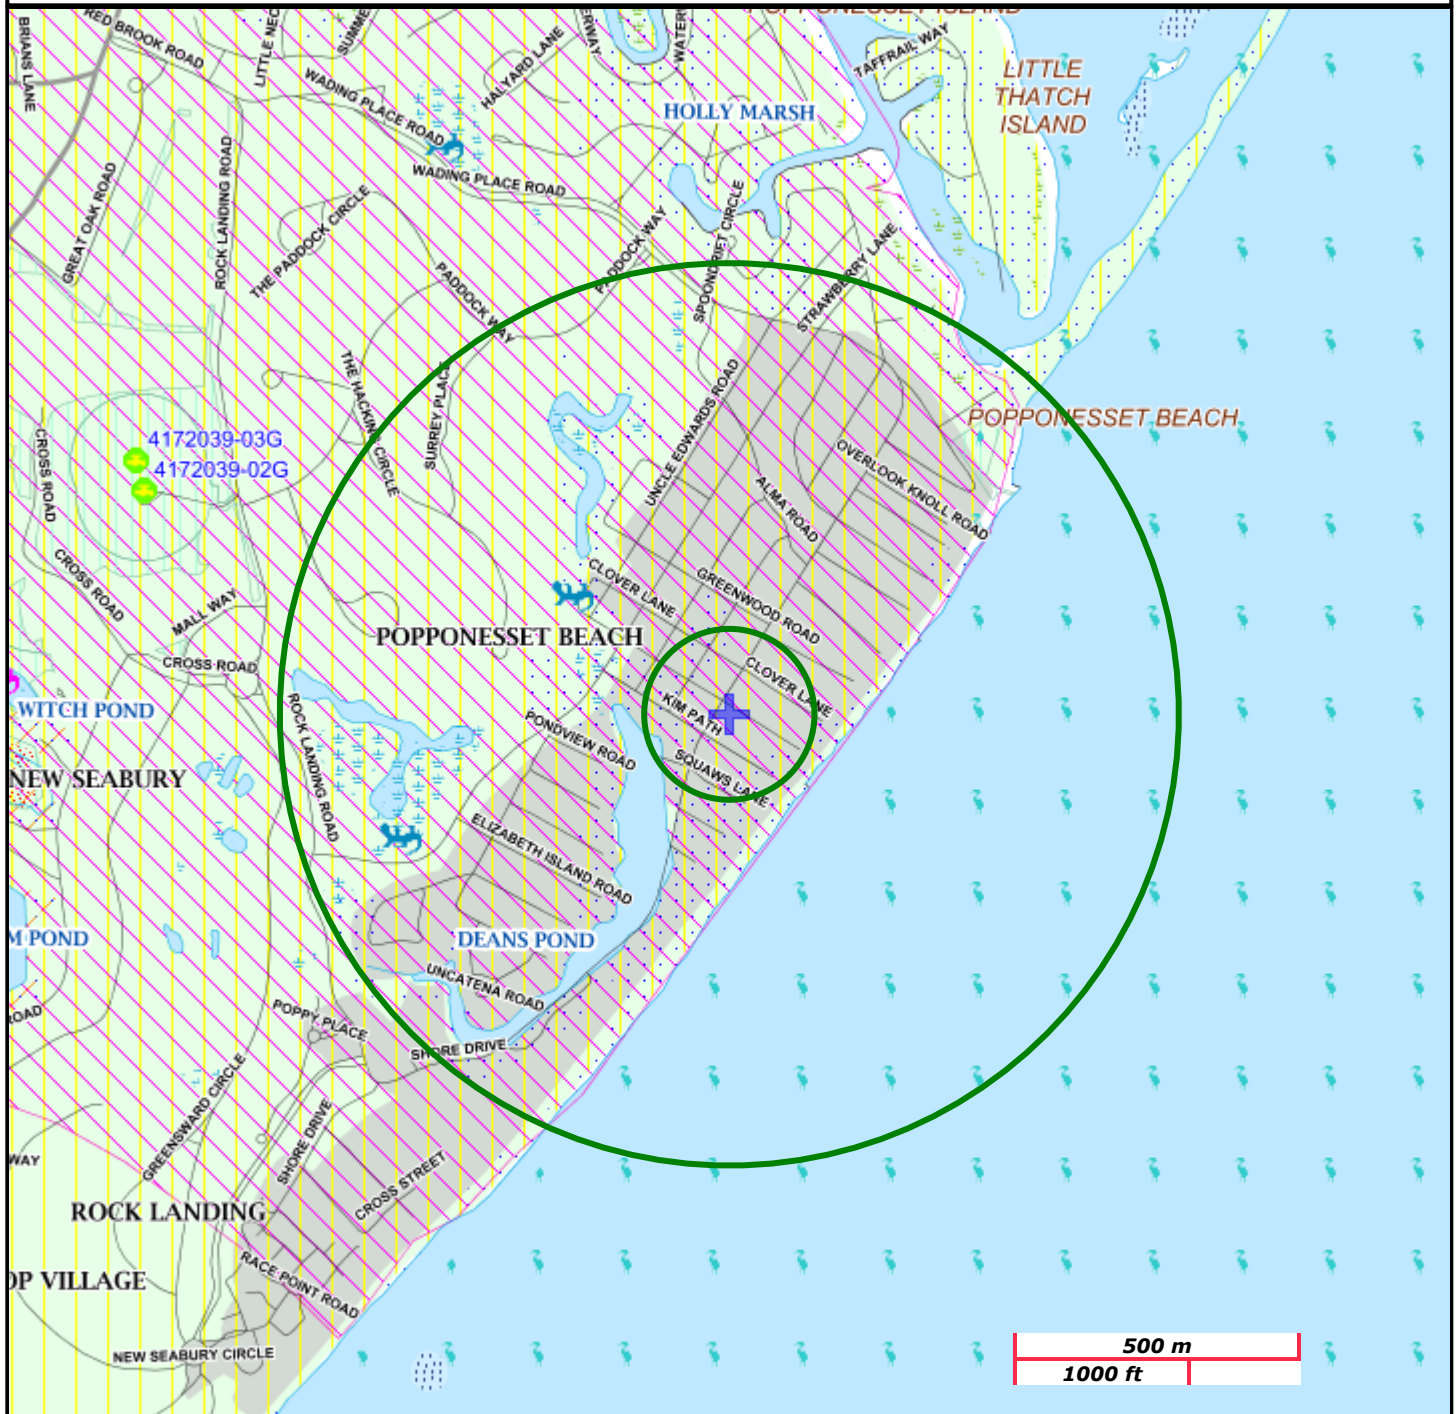 POPPONESSET ISLAND
RED BROOK ROAD
BRIANS LANE
HALYARD LANE
TAFFRAIL WAY
LITTLE
THATCH
ISLAND
WADING PLACE ROAD
HOLLY MARSH
WADING PLACE ROAD
ROCK LANDING ROAD
GREAT OAK ROAD
THE PADDOCK CIRCLE
PADDOCK WAY
SPOONDRIFT CIRCLE
STRAWBERRY LANE
PADDOCK WAY
THE HACKING CIRCLE
SURREY PLACE
UNCLE EDWARDS ROAD
POPPONESSET BEACH
4172039-03G
4172039-02G
CROSS ROAD
OVERLOOK KNOLL ROAD
ALMA ROAD
CROSS ROAD
CLOVER LANE
GREENWOOD ROAD
MALL WAY
POPPONESSET BEACH
CROSS ROAD
CLOVER LANE
WITCH POND
KIM PATH
PONDVIEW ROAD
ROCK LANDING ROAD
SQUAWS LANE
NEW SEABURY
ELIZABETH ISLAND ROAD
M POND
DEANS POND
UNCATENA ROAD
ROAD
POPPY PLACE
SHORE DRIVE
GREENSWARD CIRCLE
SHORE DRIVE
WAY
CROSS STREET
ROCK LANDING
RACE POINT ROAD
OP VILLAGE
NEW SEABURY CIRCLE
500 m
1000 ft